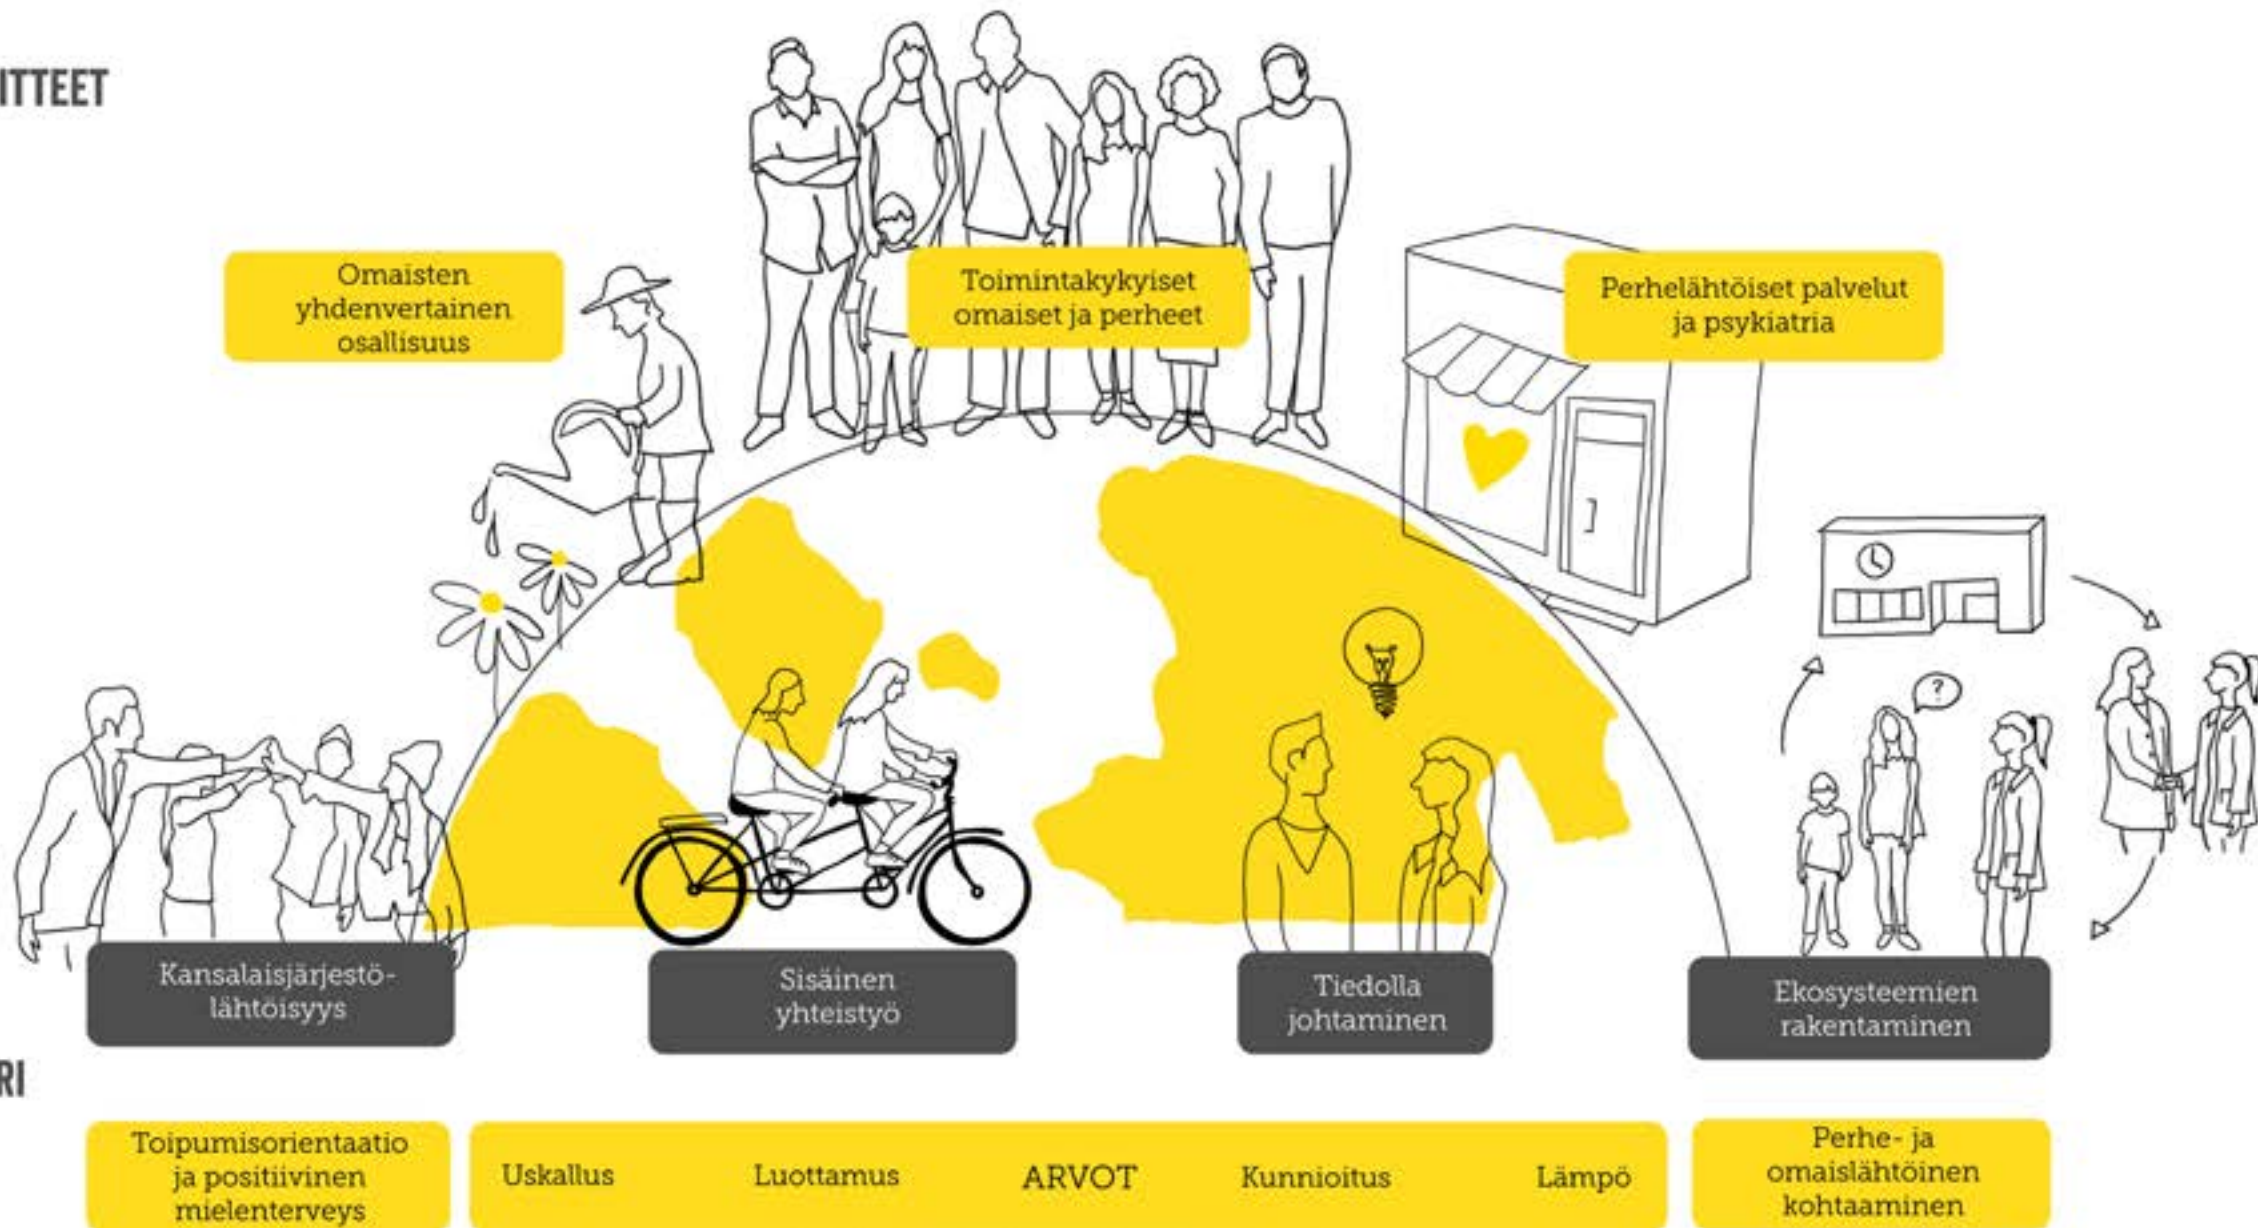 ITTEET
Omaisten
yhdenvertainen
osallisuus
Toimintakykyiset
omaiset ja perheet
Perhelähtöiset palvelut
ja psykiatria
?
Kansalaisjärjestö-
lähtöisyys
Sisäinen
yhteistyö
Tiedolla
johtaminen
Ekosysteemien
rakentaminen
RI
Toipumisorientaatio
ja positiivinen
mielenterveys
Uskallus Luottamus ARVOT Kunnioitus Lämpö
Perhe- ja
omaislähtöinen
kohtaaminen